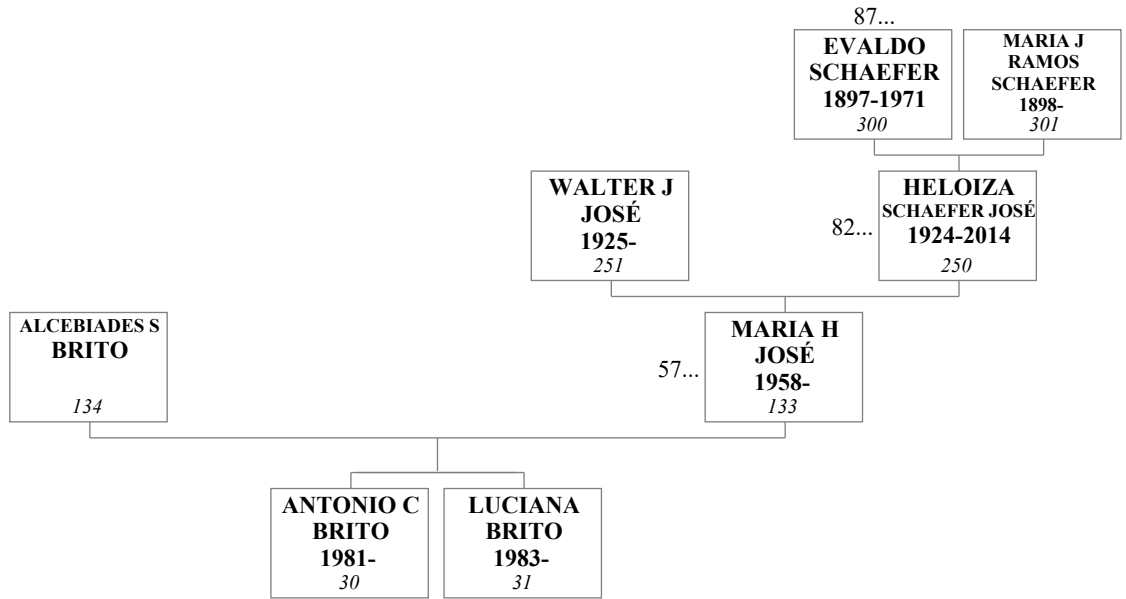 87...
EVALDO
SCHAEFER
1897-1971
300
MARIA J
RAMOS
SCHAEFER
1898-
301
WALTER J
JOSÉ
1925-
251
82...
HELOIZA
SCHAEFER JOSÉ
1924-2014
250
ALCEBIADES S
BRITO
134
57...
MARIA H
JOSÉ
1958-
133
ANTONIO C
BRITO
1981-
30
LUCIANA
BRITO
1983-
31